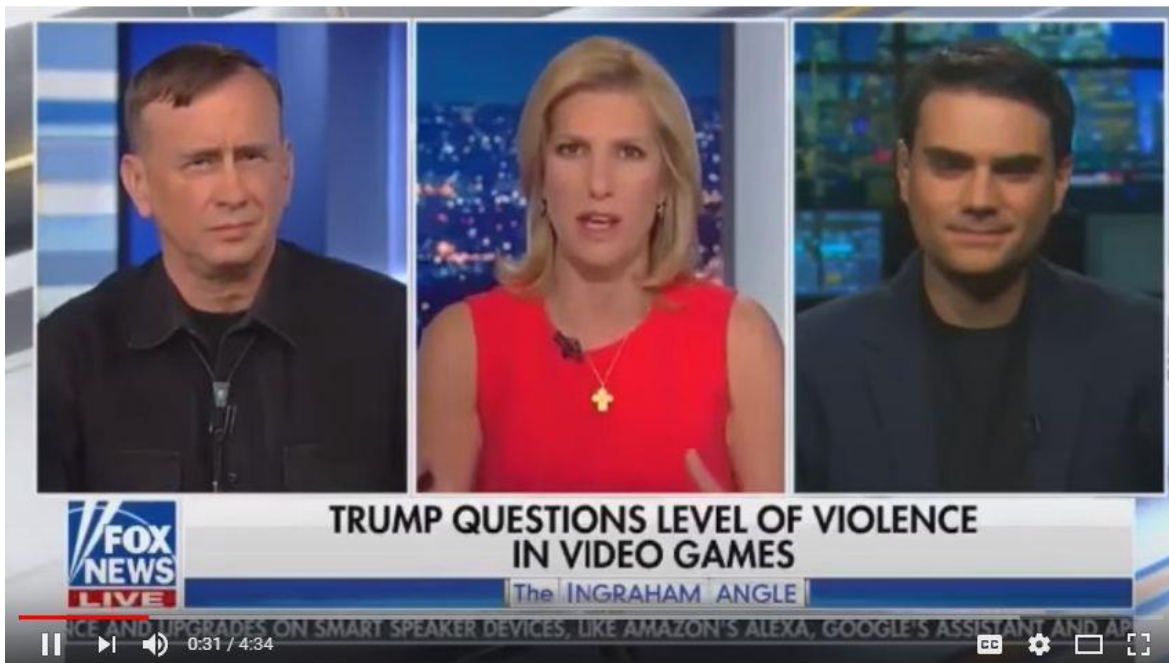 TRUMP QUESTIONS LEVEL OF VIOLENCE
IN VIDEO GAMES
FOX
NEWS
LIVE
The INGRAHAM ANGLE
AND UPGRADES ON SMART SPEAKER DEVICES, LIKE AMAZON'S ALEXA, GOOGLE'S ASSISTANT AND
0:31 / 4:34
CC